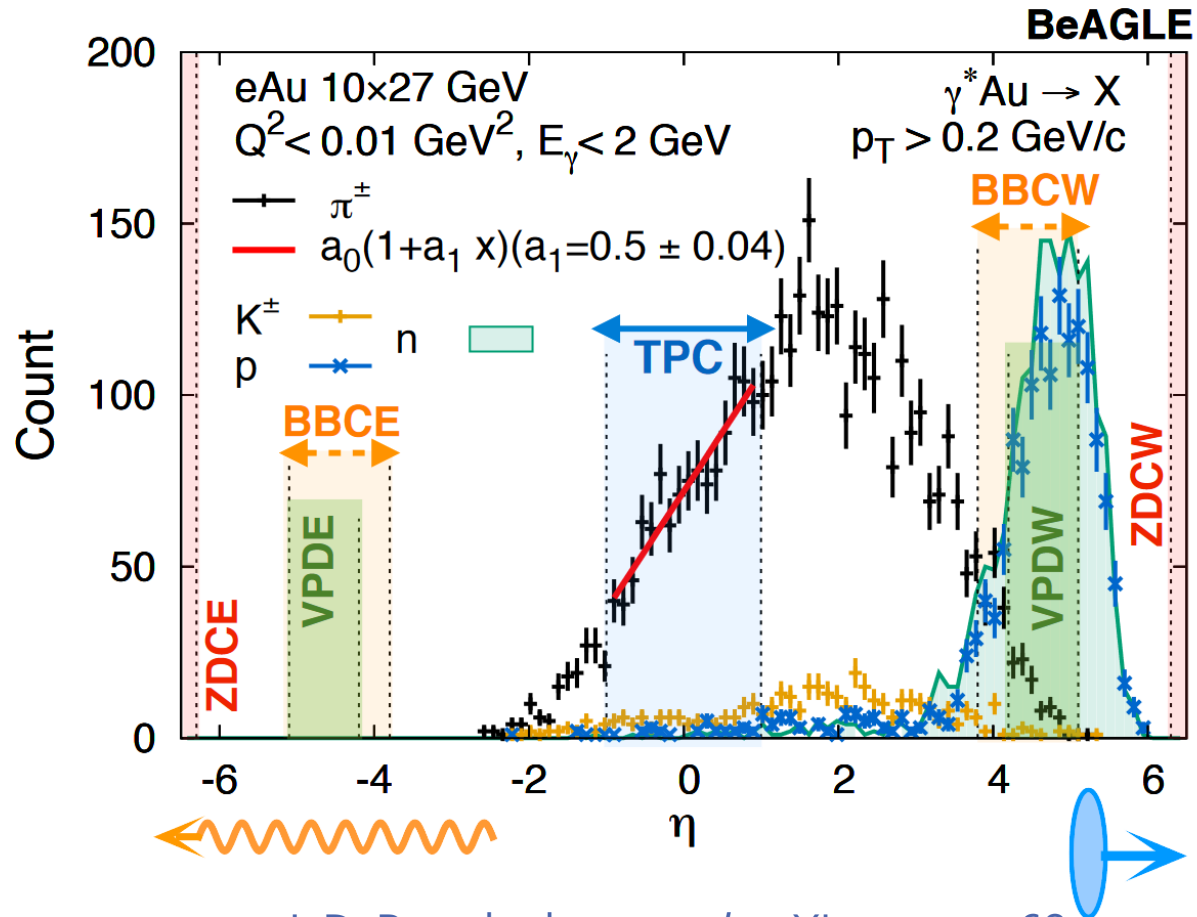 BeAGLE
eAu 10×27 GeV
Q²< 0.01 GeV², Eγ< 2 GeV
γ*Au → X
pT > 0.2 GeV/c
π±
a₀(1+a₁ x)(a₁=0.5 ± 0.04)
K±
n
p
BBCE
BBCW
TPC
ZDCE
VPDE
VPDW
ZDCW
Count
200
150
100
50
0
-6 -4 -2 0 2 4 6
η